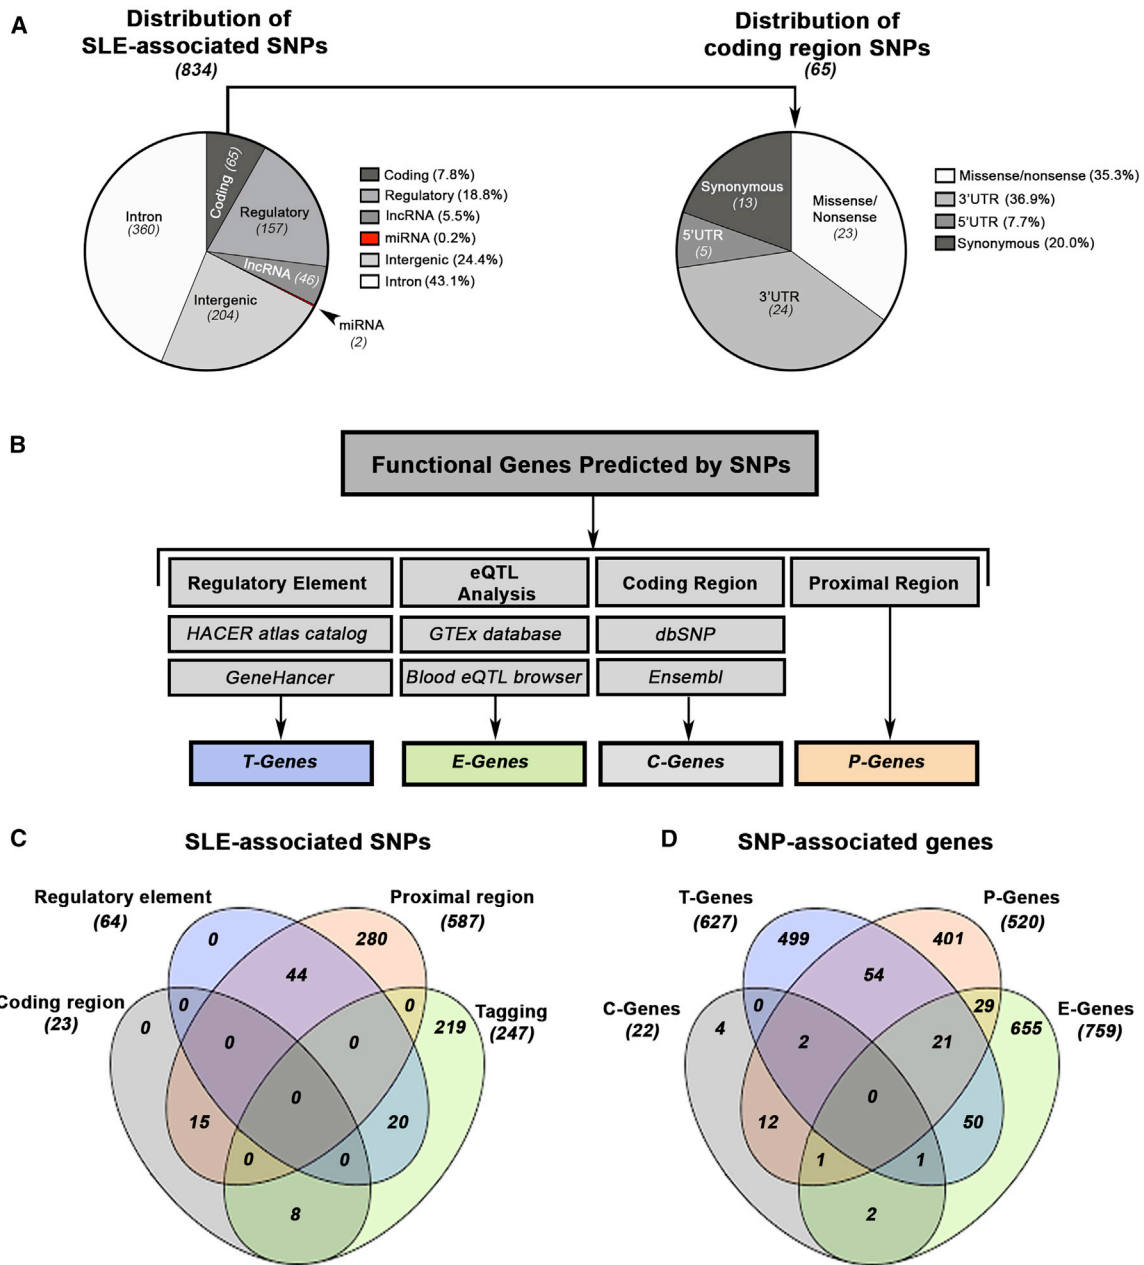 A
Distribution of
SLE-associated SNPs
(834)
Distribution of
coding region SNPs
(65)
Coding (65)
Regulatory
(157)
lncRNA (46)
Intergenic
(204)
Intron
(360)
miRNA
(2)
Coding (7.8%)
Regulatory (18.8%)
lncRNA (5.5%)
miRNA (0.2%)
Intergenic (24.4%)
Intron (43.1%)
Synonymous
(13)
5'UTR
(5)
3'UTR
(24)
Missense/
Nonsense
(23)
Missense/nonsense (35.3%)
3'UTR (36.9%)
5'UTR (7.7%)
Synonymous (20.0%)
B
Functional Genes Predicted by SNPs
Regulatory Element
eQTL
Analysis
Coding Region
Proximal Region
HACER atlas catalog
GTEx database
dbSNP
GeneHancer
Blood eQTL browser
Ensembl
T-Genes
E-Genes
C-Genes
P-Genes
C
SLE-associated SNPs
Regulatory element
(64)
Proximal region
(587)
Coding region
(23)
Tagging
(247)
0
280
44
0
0
0
219
0
0
0
15
20
0
0
8
D
SNP-associated genes
T-Genes
(627)
P-Genes
(520)
C-Genes
(22)
E-Genes
(759)
499
401
54
4
0
29
655
2
21
0
12
50
1
1
2